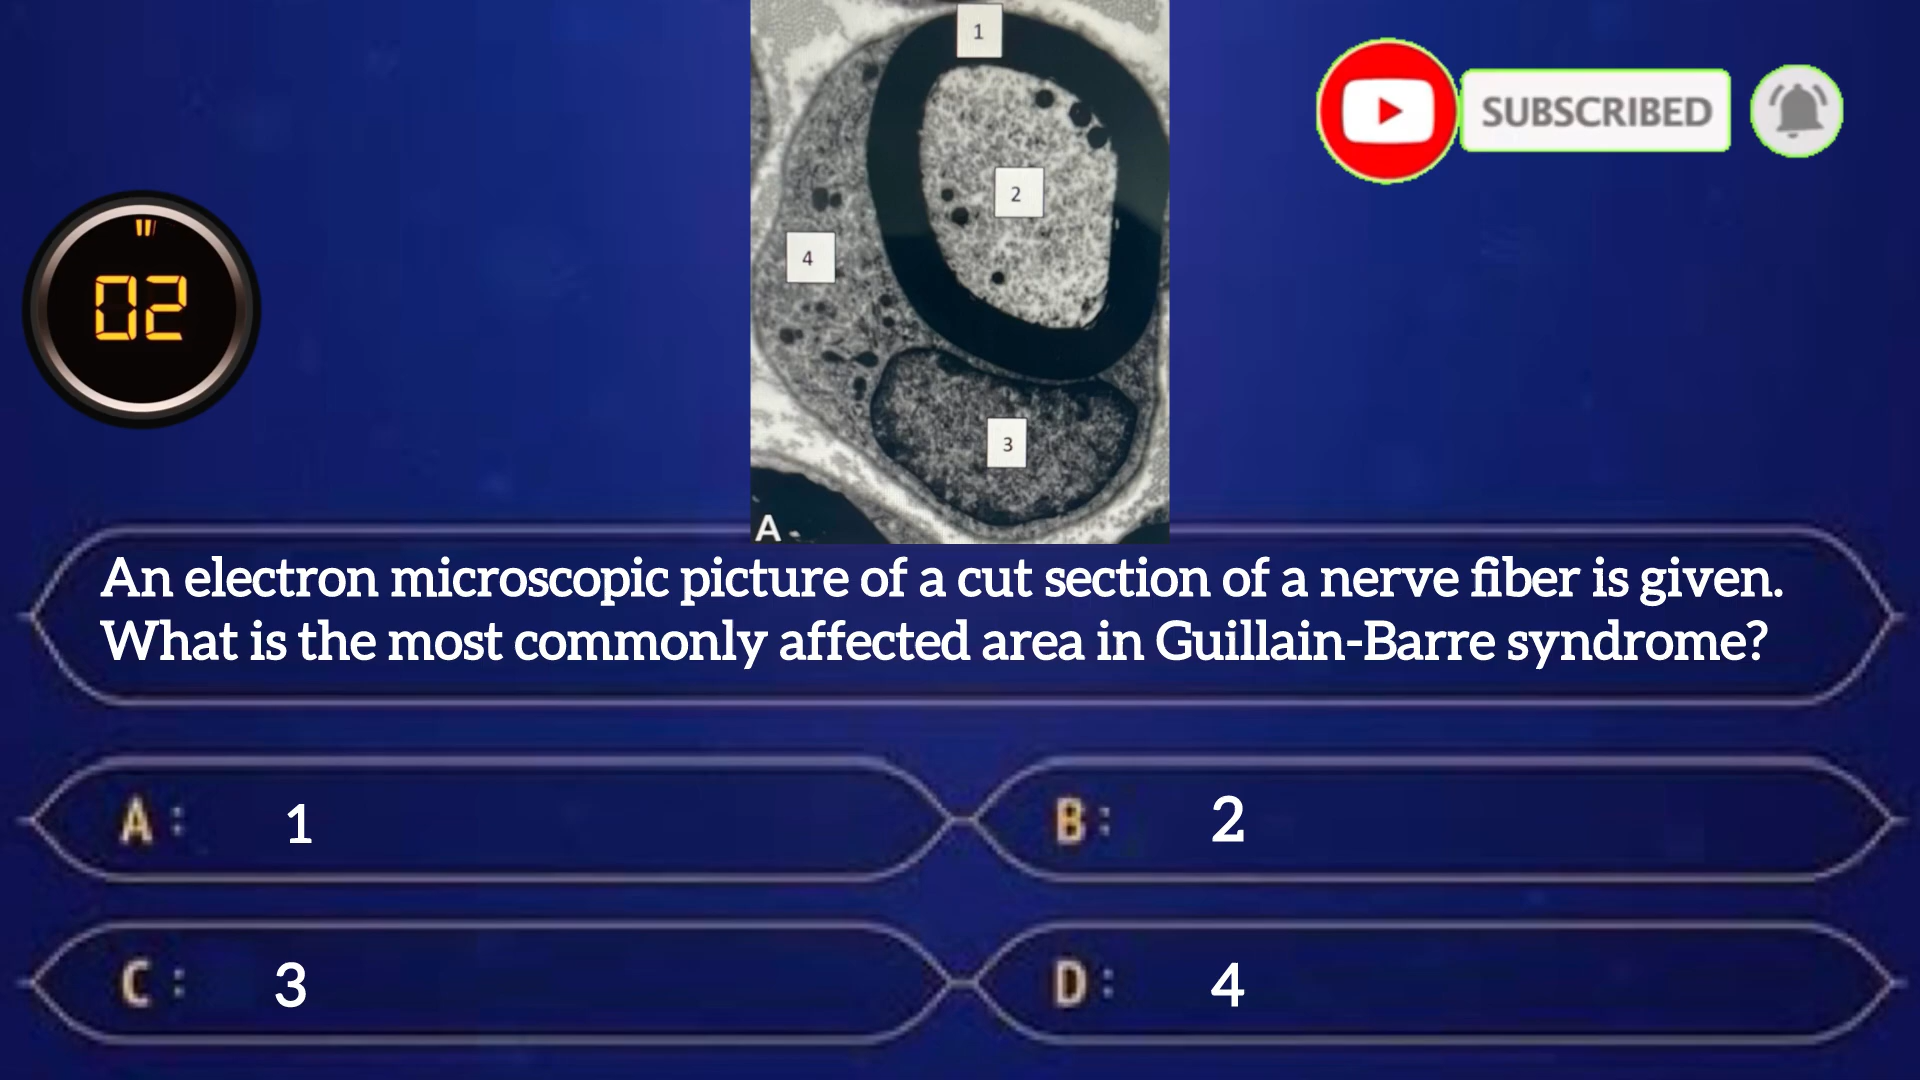 1
SUBSCRIBED
2
02
4
3
A
An electron microscopic picture of a cut section of a nerve fiber is given.
What is the most commonly affected area in Guillain-Barre syndrome?
A: 1
B: 2
C: 3
D: 4